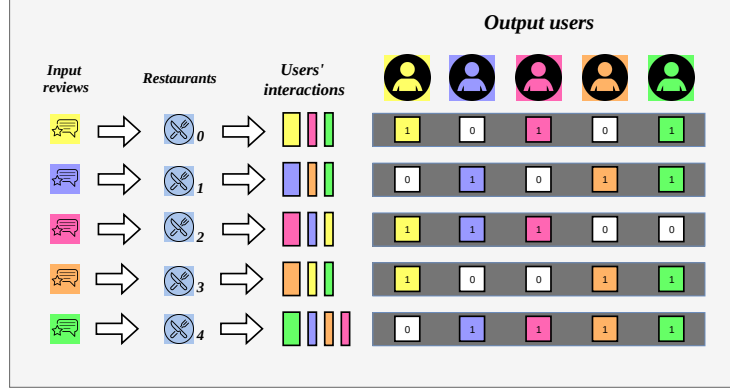 Output users
Input
reviews
Restaurants
Users'
interactions
0
1 0 1 0 1
1
0 1 0 1 1
2
1 1 1 0 0
3
1 0 0 1 1
4
0 1 1 1 1